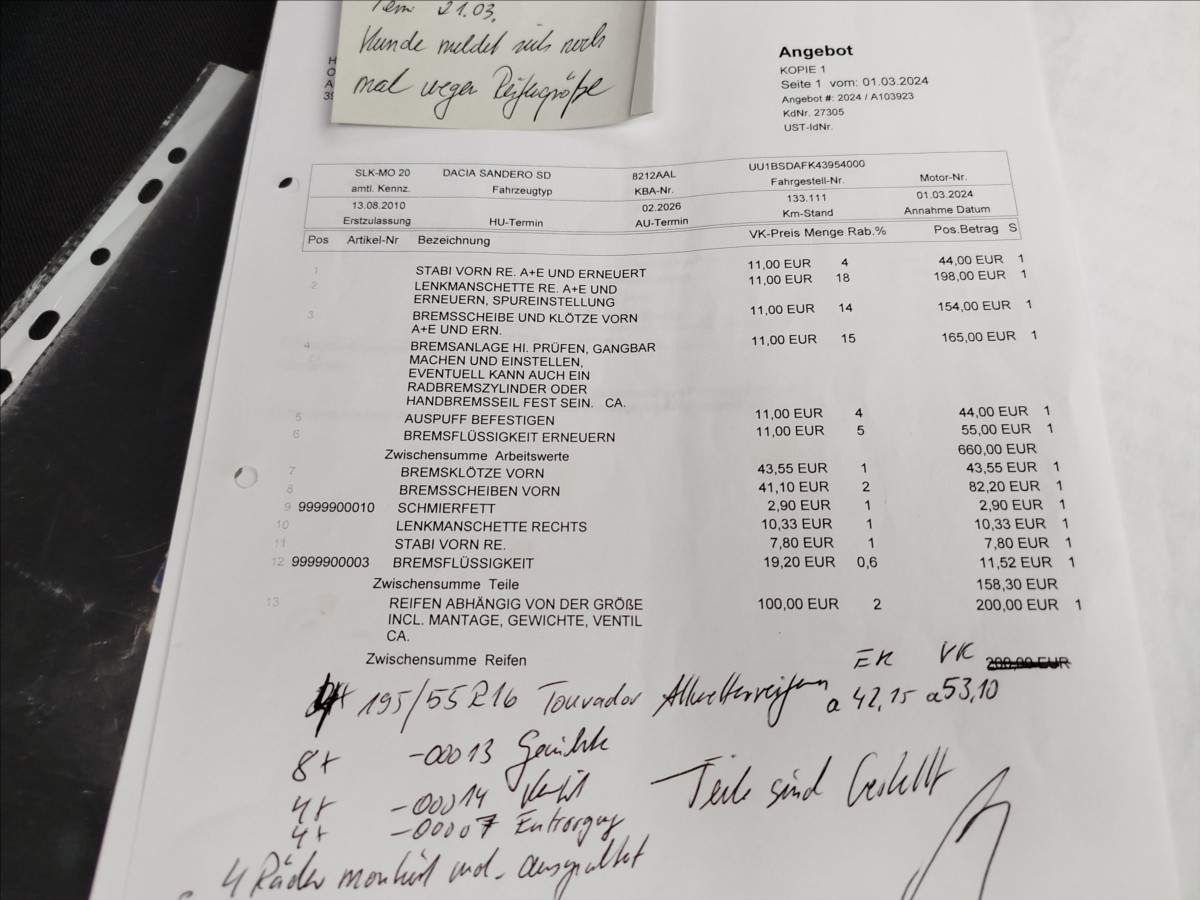 21.03.
Kunde meldet sich noch
mal wegen Reifengröße
Angebot
KOPIE 1
Seite 1 vom: 01.03.2024
Angebot #: 2024 / A103923
KdNr. 27305
UST-IdNr.
SLK-MO 20 DACIA SANDERO SD 8212AAL UU1BSDAFK43954000
amtl. Kennz. Fahrzeugtyp KBA-Nr. Fahrgestell-Nr. Motor-Nr.
13.08.2010 02.2026 133.111 01.03.2024
Erstzulassung HU-Termin AU-Termin Km-Stand Annahme Datum
Pos Artikel-Nr Bezeichnung VK-Preis Menge Rab.% Pos.Betrag S
1 STABI VORN RE. A+E UND ERNEUERT 11,00 EUR 4 44,00 EUR 1
2 LENKMANSCHETTE RE. A+E UND 11,00 EUR 18 198,00 EUR 1
ERNEUERN, SPUREINSTELLUNG
3 BREMSSCHEIBE UND KLÖTZE VORN 11,00 EUR 14 154,00 EUR 1
A+E UND ERN.
4 BREMSANLAGE HI. PRÜFEN, GANGBAR 11,00 EUR 15 165,00 EUR 1
MACHEN UND EINSTELLEN,
EVENTUELL KANN AUCH EIN
RADBREMSZYLINDER ODER
HANDBREMSSEIL FEST SEIN. CA.
5 AUSPUFF BEFESTIGEN 11,00 EUR 4 44,00 EUR 1
6 BREMSFLÜSSIGKEIT ERNEUERN 11,00 EUR 5 55,00 EUR 1
Zwischensumme Arbeitswerte 660,00 EUR
7 BREMSKLÖTZE VORN 43,55 EUR 1 43,55 EUR 1
8 BREMSSCHEIBEN VORN 41,10 EUR 2 82,20 EUR 1
9 9999900010 SCHMIERFETT 2,90 EUR 1 2,90 EUR 1
10 LENKMANSCHETTE RECHTS 10,33 EUR 1 10,33 EUR 1
11 STABI VORN RE. 7,80 EUR 1 7,80 EUR 1
12 9999900003 BREMSFLÜSSIGKEIT 19,20 EUR 0,6 11,52 EUR 1
Zwischensumme Teile 158,30 EUR
13 REIFEN ABHÄNGIG VON DER GRÖßE 100,00 EUR 2 200,00 EUR 1
INCL. MANTAGE, GEWICHTE, VENTIL
CA.
Zwischensumme Reifen 200,00 EUR
EK VK
4x 195/55 R16 Tourador Allwetterreifen a 42,15 a 53,10
8x -00013 Gewichte
4x -00014 Ventil
4x -00007 Entsorgung
Teile sind bestellt
4 Räder montiert und